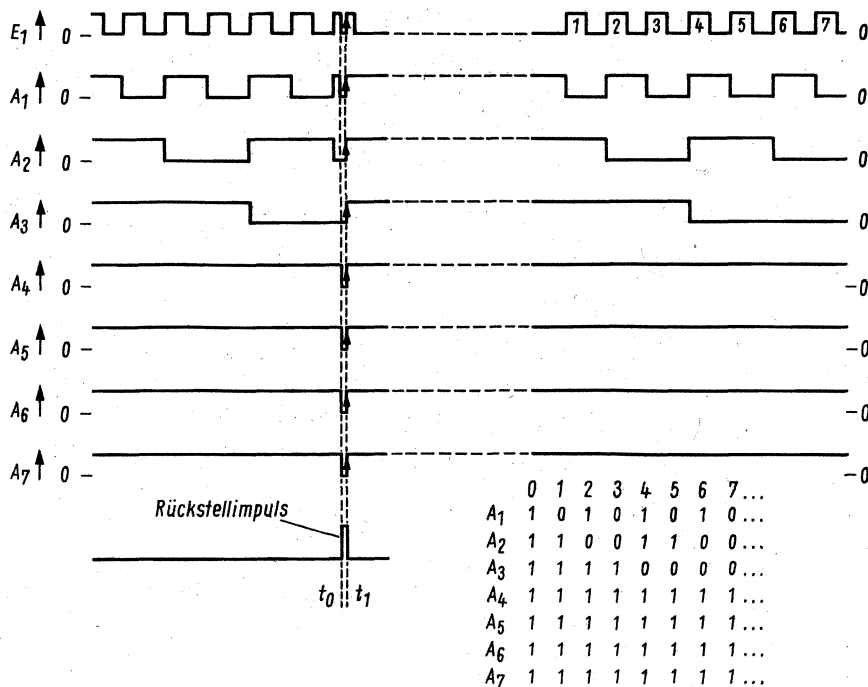 E1 0 – 1 2 3 4 5 6 7 0
A1 0 – 0
A2 0 – 0
A3 0 – 0
A4 0 – –0
A5 0 – –0
A6 0 – –0
A7 0 – –0
Rückstellimpuls
t0 t1
0 1 2 3 4 5 6 7...
A1 1 0 1 0 1 0 1 0...
A2 1 1 0 0 1 1 0 0...
A3 1 1 1 1 0 0 0 0...
A4 1 1 1 1 1 1 1 1...
A5 1 1 1 1 1 1 1 1...
A6 1 1 1 1 1 1 1 1...
A7 1 1 1 1 1 1 1 1...